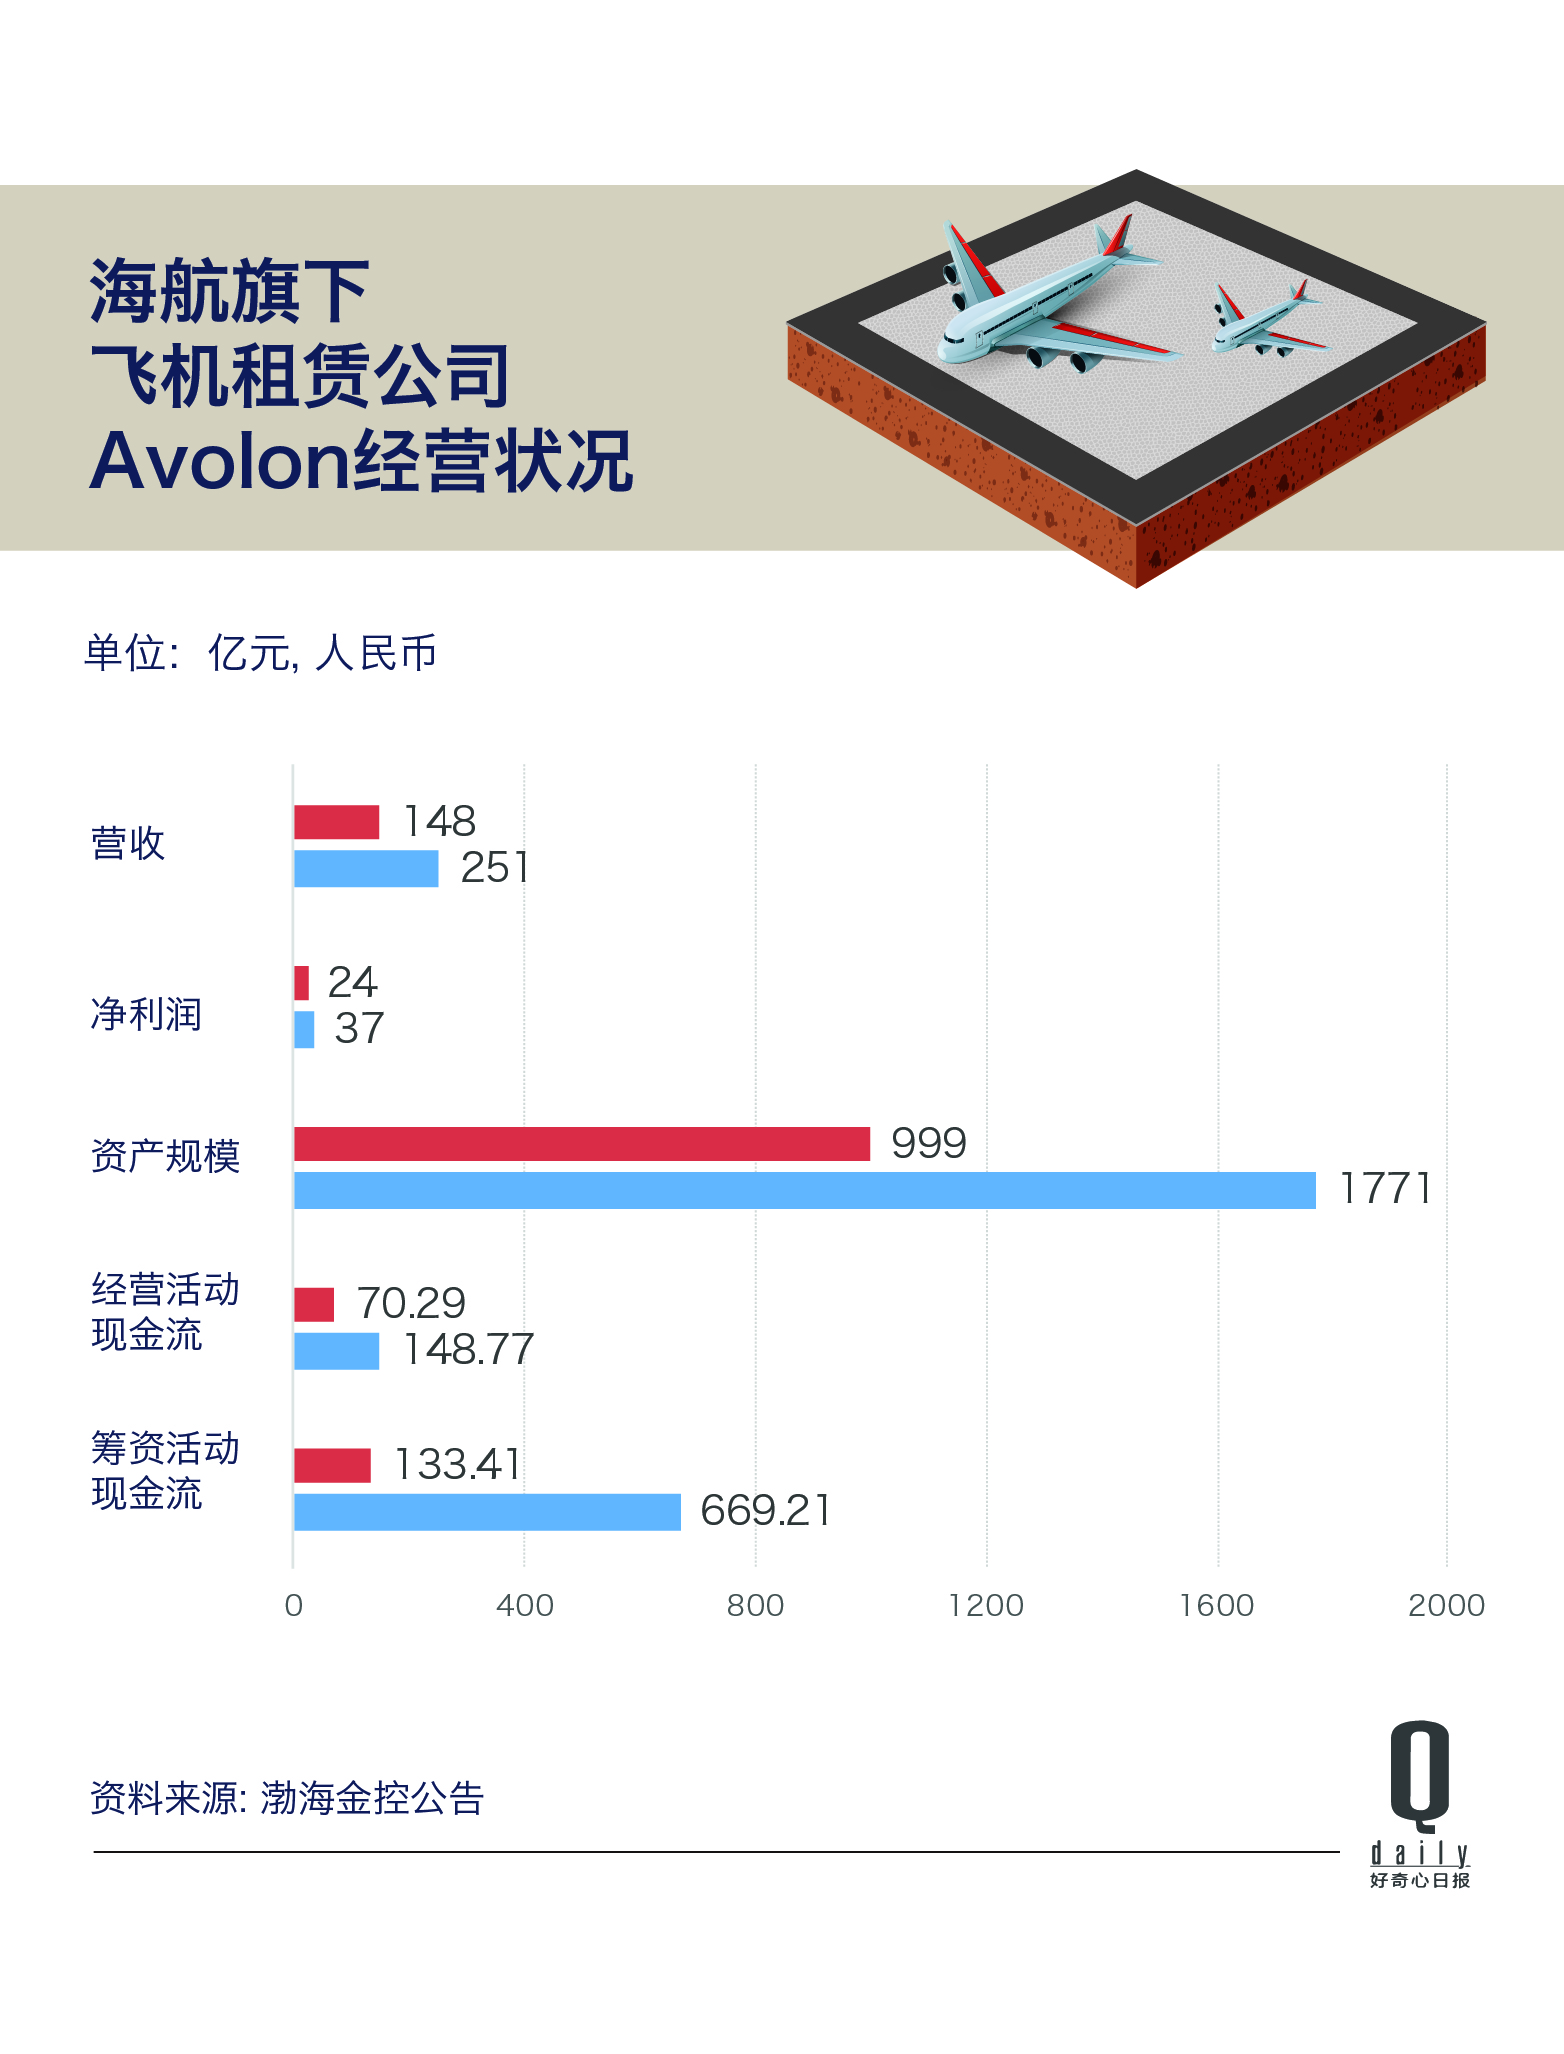 海航旗下
飞机租赁公司
Avolon经营状况
单位：亿元, 人民币
营收
148
251
净利润
24
37
资产规模
999
1771
经营活动
现金流
70.29
148.77
筹资活动
现金流
133.41
669.21
0 400 800 1200 1600 2000
资料来源: 渤海金控公告
Q
daily
好奇心日报